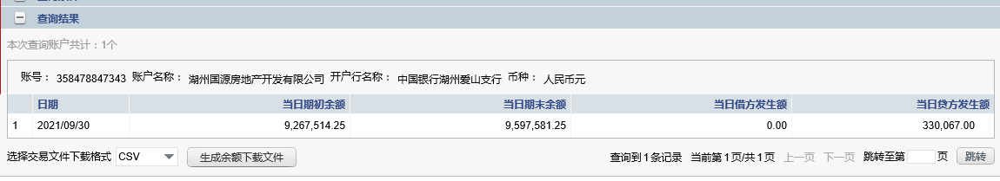 查询结果
本次查询账户共计：1个
账号： 358478847343 账户名称： 湖州国源房地产开发有限公司 开户行名称： 中国银行湖州爱山支行 币种： 人民币元
日期 当日期初余额 当日期末余额 当日借方发生额 当日贷方发生额
1 2021/09/30 9,267,514.25 9,597,581.25 0.00 330,067.00
选择交易文件下载格式 CSV 生成余额下载文件 查询到1条记录 当前第1页/共1页 上一页 下一页 跳转至第 页 跳转